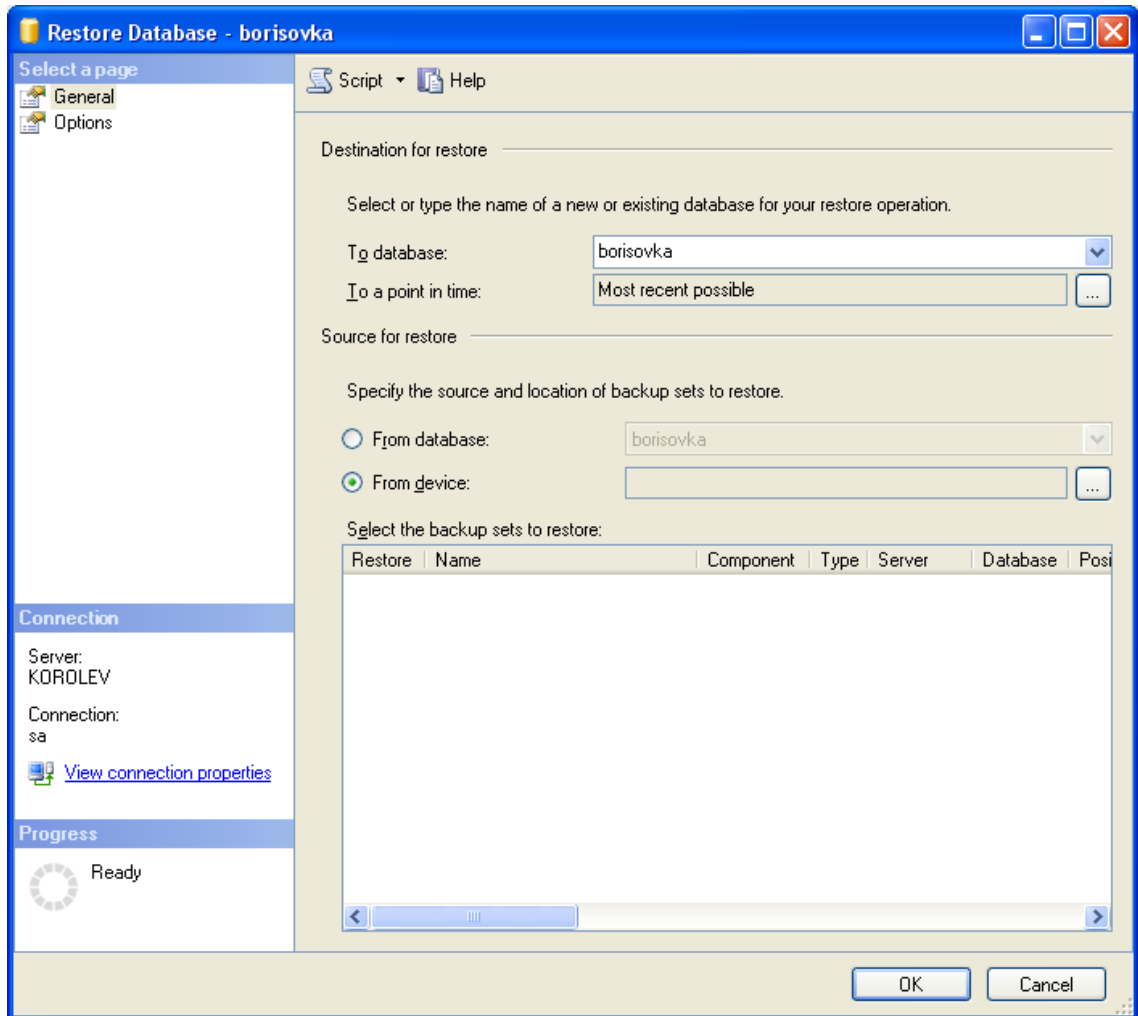 Restore Database - borisovka
Select a page
General
Options
Script
Help
Destination for restore
Select or type the name of a new or existing database for your restore operation.
To database:
borisovka
To a point in time:
Most recent possible
...
Source for restore
Specify the source and location of backup sets to restore.
From database:
borisovka
From device:
...
Select the backup sets to restore:
Restore Name Component Type Server Database Posi
Connection
Server:
KOROLEV
Connection:
sa
View connection properties
Progress
Ready
OK
Cancel